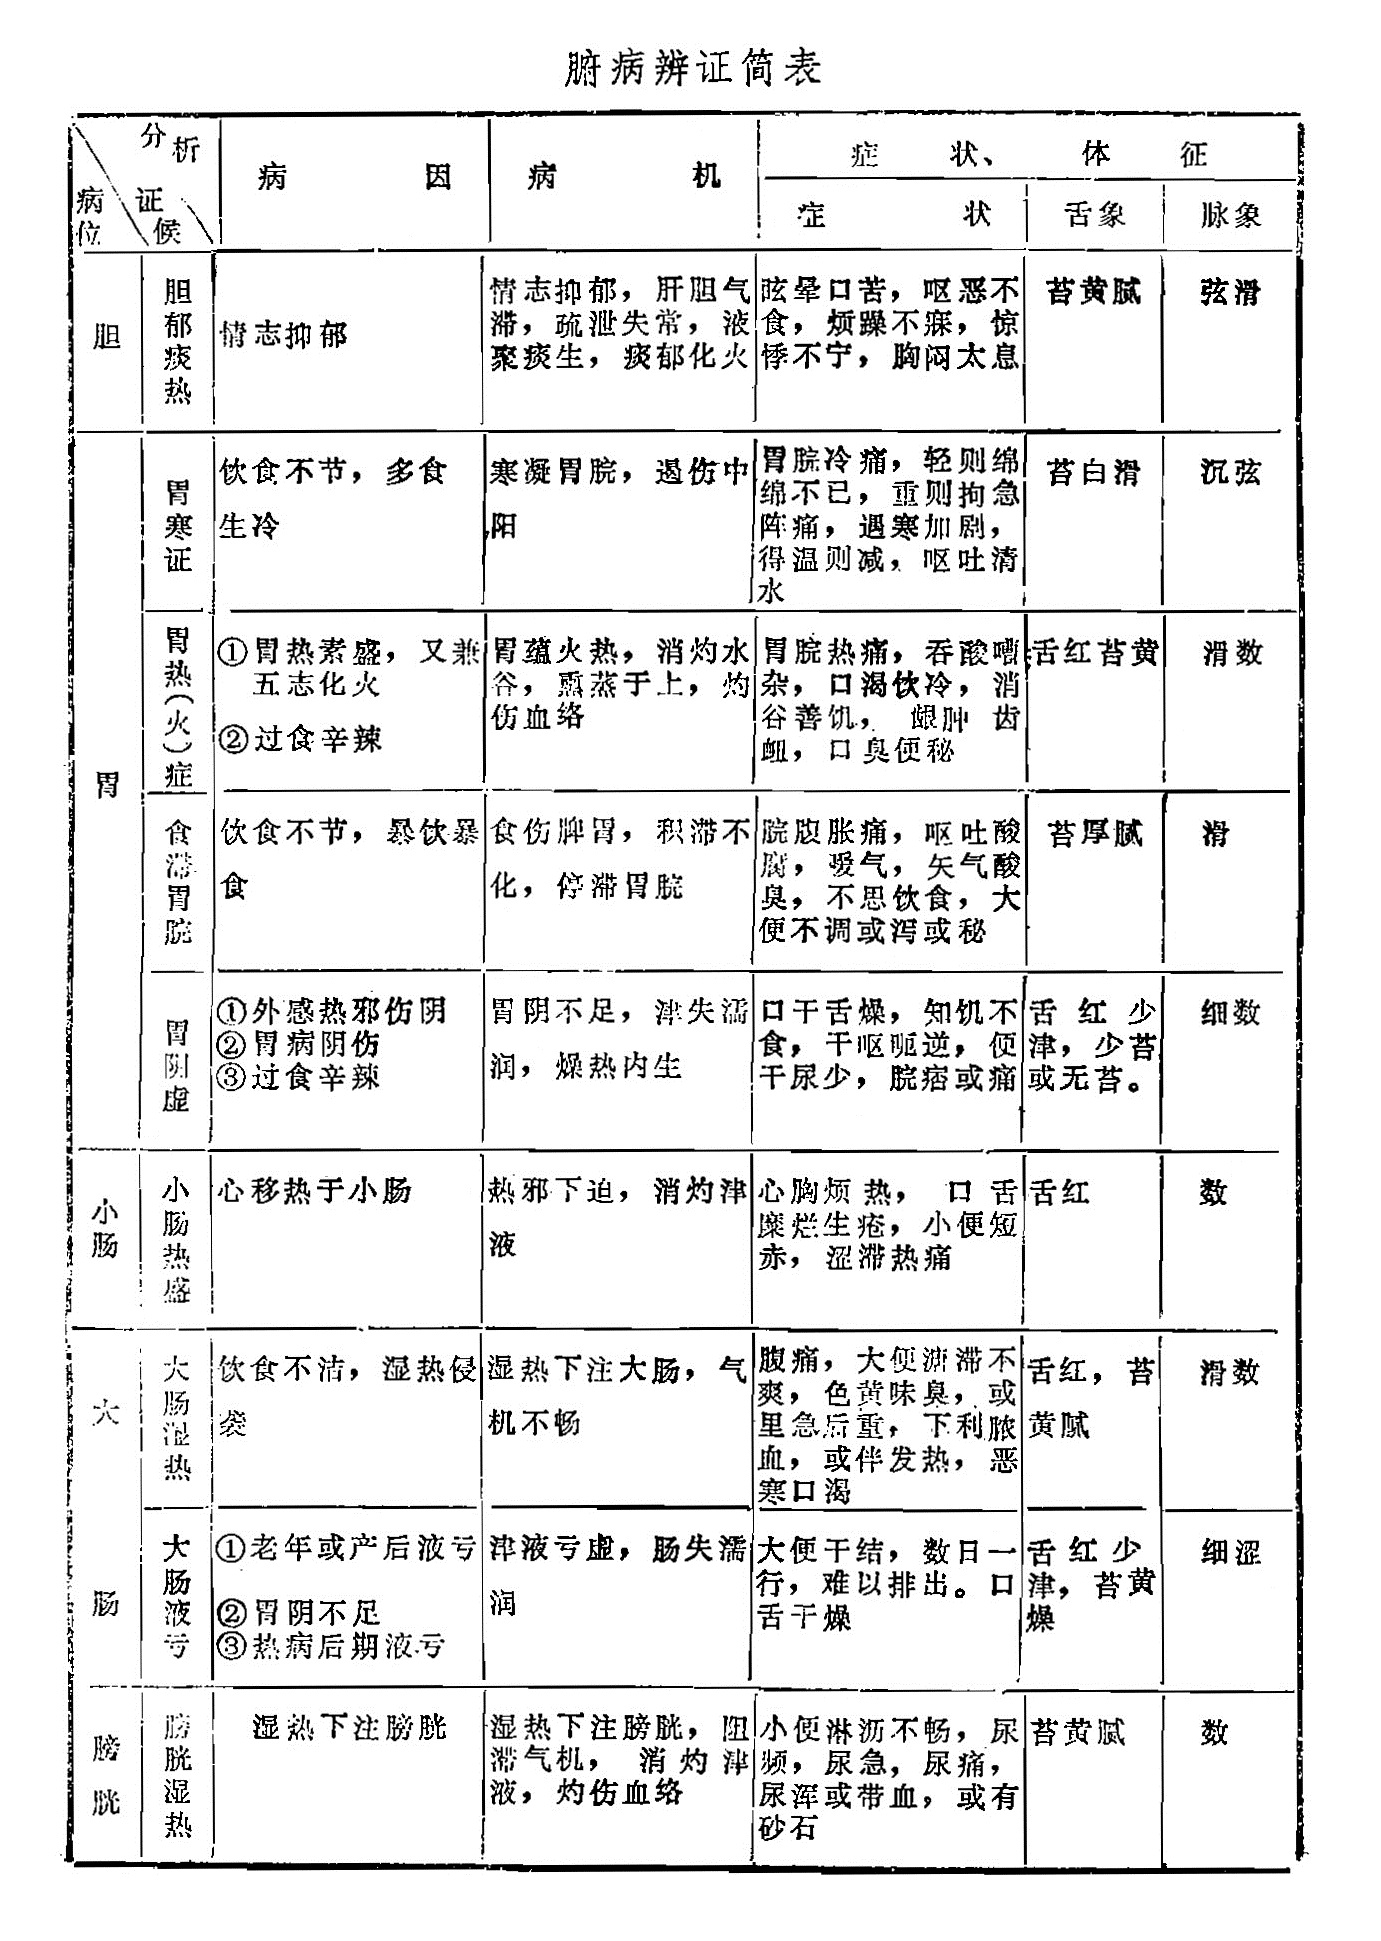 腑病辨证简表
分析
病位
证候
病因
病机
症状、体征
症状
舌象
脉象
胆
胆郁痰热
情志抑郁
情志抑郁，肝胆气
滞，疏泄失常，液
聚痰生，痰郁化火
眩晕口苦，呕恶不
食，烦躁不寐，惊
悸不宁，胸闷太息
苔黄腻
弦滑
胃
胃寒证
饮食不节，多食
生冷
寒凝胃脘，遏伤中
阳
胃脘冷痛，轻则绵
绵不已，重则拘急
阵痛，遇寒加剧，
得温则减，呕吐清
水
苔白滑
沉弦
胃热(火)症
①胃热素盛，又兼
五志化火
②过食辛辣
胃蕴火热，消灼水
谷，熏蒸于上，灼
伤血络
胃脘热痛，吞酸嘈
杂，口渴饮冷，消
谷善饥，龈肿齿
衄，口臭便秘
舌红苔黄
滑数
食滞胃脘
饮食不节，暴饮暴
食
食伤脾胃，积滞不
化，停滞胃脘
脘腹胀痛，呕吐酸
腐，嗳气，矢气酸
臭，不思饮食，大
便不调或泻或秘
苔厚腻
滑
胃阴虚
①外感热邪伤阴
②胃病阴伤
③过食辛辣
胃阴不足，津失濡
润，燥热内生
口干舌燥，知饥不
食，干呕呃逆，便
干尿少，脘痞或痛
舌红少
津，少苔
或无苔。
细数
小肠
小肠热盛
心移热于小肠
热邪下迫，消灼津
液
心胸烦热，口舌
糜烂生疮，小便短
赤，涩滞热痛
舌红
数
大肠
大肠湿热
饮食不洁，湿热侵
袭
湿热下注大肠，气
机不畅
腹痛，大便溏滞不
爽，色黄味臭，或
里急后重，下利脓
血，或伴发热，恶
寒口渴
舌红，苔
黄腻
滑数
大肠液亏
①老年或产后液亏
②胃阴不足
③热病后期液亏
津液亏虚，肠失濡
润
大便干结，数日一
行，难以排出。口
舌干燥
舌红少
津，苔黄
燥
细涩
膀胱
膀胱湿热
湿热下注膀胱
湿热下注膀胱，阻
滞气机，消灼津
液，灼伤血络
小便淋沥不畅，尿
频，尿急，尿痛，
尿浑或带血，或有
砂石
苔黄腻
数